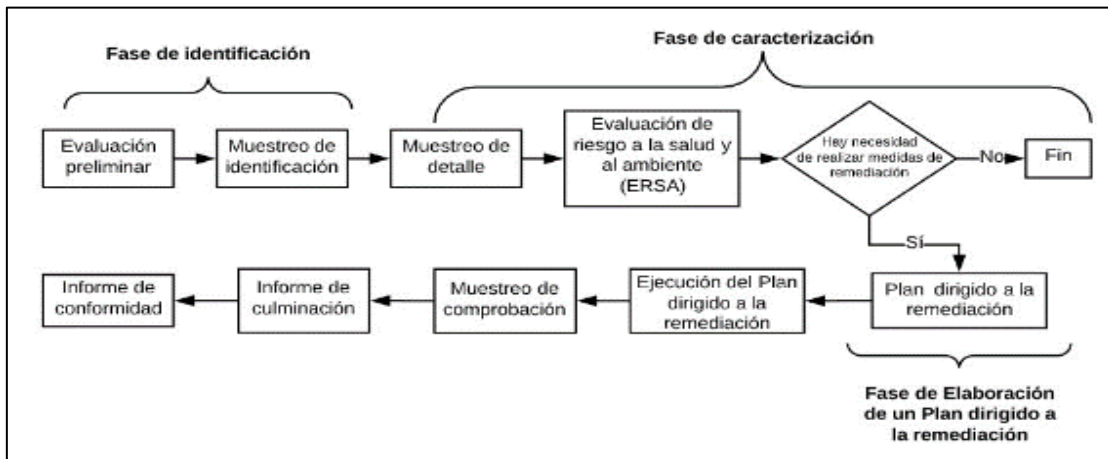 Fase de identificación
Fase de caracterización
Evaluación
preliminar
Muestreo de
identificación
Muestreo de
detalle
Evaluación de
riesgo a la salud y
al ambiente
(ERSA)
Hay necesidad
de realizar medidas de
remediación
No
Fin
Sí
Informe de
conformidad
Informe de
culminación
Muestreo de
comprobación
Ejecución del Plan
dirigido a la
remediación
Plan dirigido a la
remediación
Fase de Elaboración
de un Plan dirigido a
la remediación